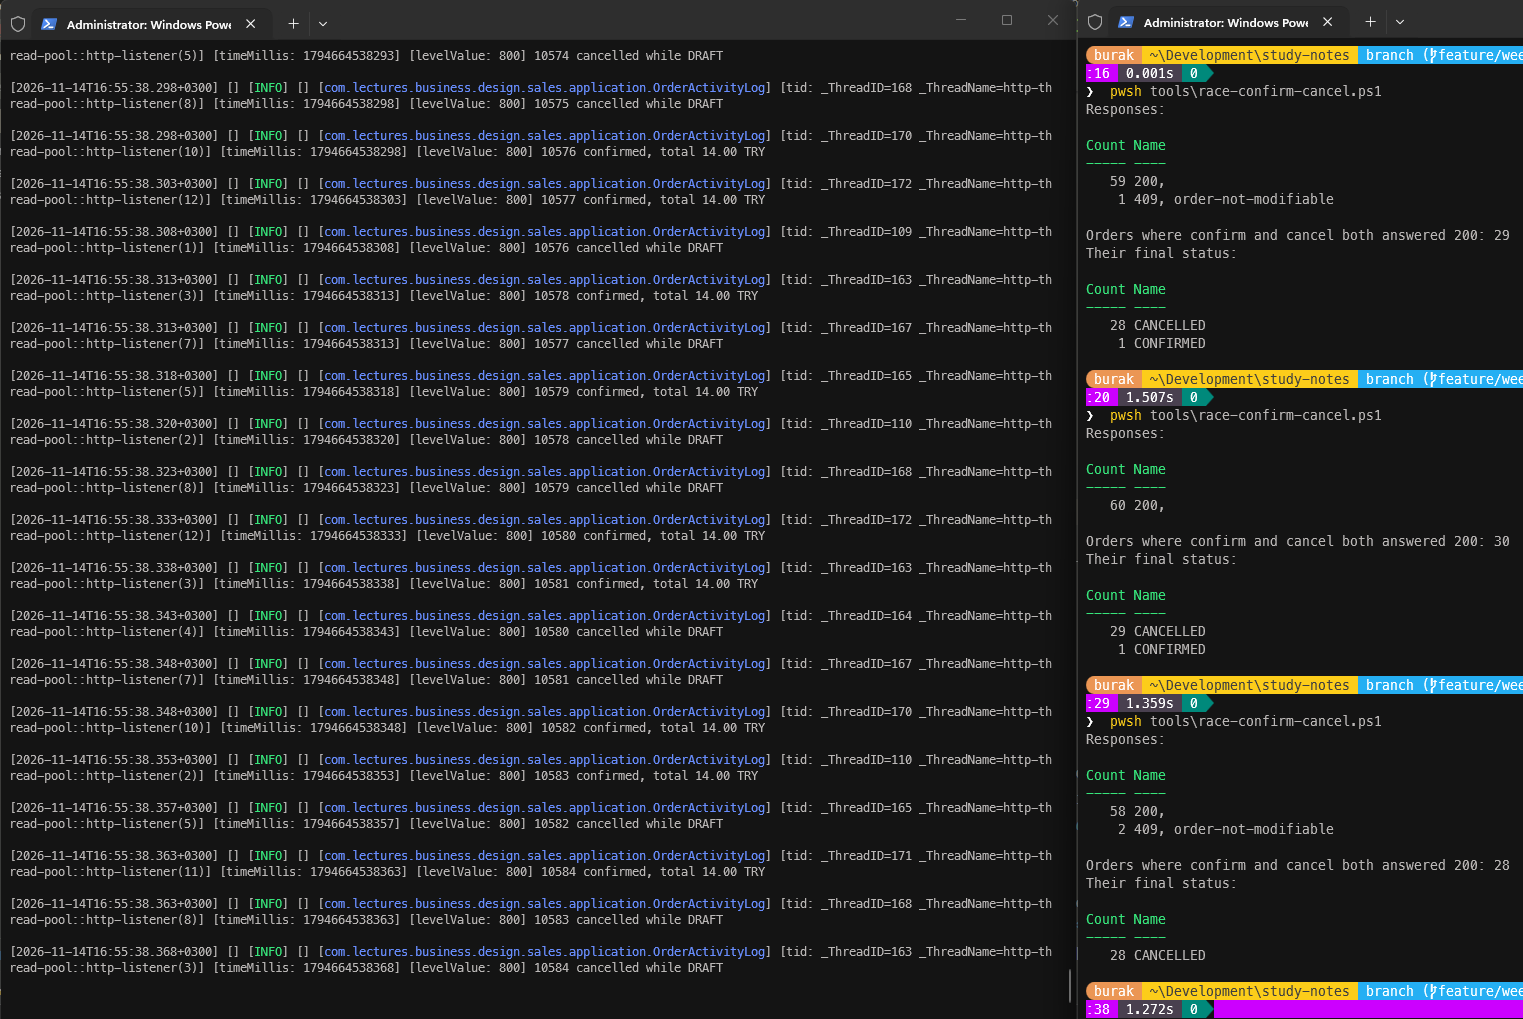 Administrator: Windows Powe
read-pool::http-listener(5)] [timeMillis: 1794664538293] [levelValue: 800] 10574 cancelled while DRAFT
[2026-11-14T16:55:38.298+0300] [] [INFO] [] [com.lectures.business.design.sales.application.OrderActivityLog] [tid: _ThreadID=168 _ThreadName=http-th
read-pool::http-listener(8)] [timeMillis: 1794664538298] [levelValue: 800] 10575 cancelled while DRAFT
[2026-11-14T16:55:38.298+0300] [] [INFO] [] [com.lectures.business.design.sales.application.OrderActivityLog] [tid: _ThreadID=170 _ThreadName=http-th
read-pool::http-listener(10)] [timeMillis: 1794664538298] [levelValue: 800] 10576 confirmed, total 14.00 TRY
[2026-11-14T16:55:38.303+0300] [] [INFO] [] [com.lectures.business.design.sales.application.OrderActivityLog] [tid: _ThreadID=172 _ThreadName=http-th
read-pool::http-listener(12)] [timeMillis: 1794664538303] [levelValue: 800] 10577 confirmed, total 14.00 TRY
[2026-11-14T16:55:38.308+0300] [] [INFO] [] [com.lectures.business.design.sales.application.OrderActivityLog] [tid: _ThreadID=109 _ThreadName=http-th
read-pool::http-listener(1)] [timeMillis: 1794664538308] [levelValue: 800] 10576 cancelled while DRAFT
[2026-11-14T16:55:38.313+0300] [] [INFO] [] [com.lectures.business.design.sales.application.OrderActivityLog] [tid: _ThreadID=163 _ThreadName=http-th
read-pool::http-listener(3)] [timeMillis: 1794664538313] [levelValue: 800] 10578 confirmed, total 14.00 TRY
[2026-11-14T16:55:38.313+0300] [] [INFO] [] [com.lectures.business.design.sales.application.OrderActivityLog] [tid: _ThreadID=167 _ThreadName=http-th
read-pool::http-listener(7)] [timeMillis: 1794664538313] [levelValue: 800] 10577 cancelled while DRAFT
[2026-11-14T16:55:38.318+0300] [] [INFO] [] [com.lectures.business.design.sales.application.OrderActivityLog] [tid: _ThreadID=165 _ThreadName=http-th
read-pool::http-listener(5)] [timeMillis: 1794664538318] [levelValue: 800] 10579 confirmed, total 14.00 TRY
[2026-11-14T16:55:38.320+0300] [] [INFO] [] [com.lectures.business.design.sales.application.OrderActivityLog] [tid: _ThreadID=110 _ThreadName=http-th
read-pool::http-listener(2)] [timeMillis: 1794664538320] [levelValue: 800] 10578 cancelled while DRAFT
[2026-11-14T16:55:38.323+0300] [] [INFO] [] [com.lectures.business.design.sales.application.OrderActivityLog] [tid: _ThreadID=168 _ThreadName=http-th
read-pool::http-listener(8)] [timeMillis: 1794664538323] [levelValue: 800] 10579 cancelled while DRAFT
[2026-11-14T16:55:38.333+0300] [] [INFO] [] [com.lectures.business.design.sales.application.OrderActivityLog] [tid: _ThreadID=172 _ThreadName=http-th
read-pool::http-listener(12)] [timeMillis: 1794664538333] [levelValue: 800] 10580 confirmed, total 14.00 TRY
[2026-11-14T16:55:38.338+0300] [] [INFO] [] [com.lectures.business.design.sales.application.OrderActivityLog] [tid: _ThreadID=163 _ThreadName=http-th
read-pool::http-listener(3)] [timeMillis: 1794664538338] [levelValue: 800] 10581 confirmed, total 14.00 TRY
[2026-11-14T16:55:38.343+0300] [] [INFO] [] [com.lectures.business.design.sales.application.OrderActivityLog] [tid: _ThreadID=164 _ThreadName=http-th
read-pool::http-listener(4)] [timeMillis: 1794664538343] [levelValue: 800] 10580 cancelled while DRAFT
[2026-11-14T16:55:38.348+0300] [] [INFO] [] [com.lectures.business.design.sales.application.OrderActivityLog] [tid: _ThreadID=167 _ThreadName=http-th
read-pool::http-listener(7)] [timeMillis: 1794664538348] [levelValue: 800] 10581 cancelled while DRAFT
[2026-11-14T16:55:38.348+0300] [] [INFO] [] [com.lectures.business.design.sales.application.OrderActivityLog] [tid: _ThreadID=170 _ThreadName=http-th
read-pool::http-listener(10)] [timeMillis: 1794664538348] [levelValue: 800] 10582 confirmed, total 14.00 TRY
[2026-11-14T16:55:38.353+0300] [] [INFO] [] [com.lectures.business.design.sales.application.OrderActivityLog] [tid: _ThreadID=110 _ThreadName=http-th
read-pool::http-listener(2)] [timeMillis: 1794664538353] [levelValue: 800] 10583 confirmed, total 14.00 TRY
[2026-11-14T16:55:38.357+0300] [] [INFO] [] [com.lectures.business.design.sales.application.OrderActivityLog] [tid: _ThreadID=165 _ThreadName=http-th
read-pool::http-listener(5)] [timeMillis: 1794664538357] [levelValue: 800] 10582 cancelled while DRAFT
[2026-11-14T16:55:38.363+0300] [] [INFO] [] [com.lectures.business.design.sales.application.OrderActivityLog] [tid: _ThreadID=171 _ThreadName=http-th
read-pool::http-listener(11)] [timeMillis: 1794664538363] [levelValue: 800] 10584 confirmed, total 14.00 TRY
[2026-11-14T16:55:38.363+0300] [] [INFO] [] [com.lectures.business.design.sales.application.OrderActivityLog] [tid: _ThreadID=168 _ThreadName=http-th
read-pool::http-listener(8)] [timeMillis: 1794664538363] [levelValue: 800] 10583 cancelled while DRAFT
[2026-11-14T16:55:38.368+0300] [] [INFO] [] [com.lectures.business.design.sales.application.OrderActivityLog] [tid: _ThreadID=163 _ThreadName=http-th
read-pool::http-listener(3)] [timeMillis: 1794664538368] [levelValue: 800] 10584 cancelled while DRAFT
Administrator: Windows Powe
burak ~\Development\study-notes branch (feature/wee
:16 0.001s 0
❯ pwsh tools\race-confirm-cancel.ps1
Responses:
Count Name
----- ----
59 200,
1 409, order-not-modifiable
Orders where confirm and cancel both answered 200: 29
Their final status:
Count Name
----- ----
28 CANCELLED
1 CONFIRMED
burak ~\Development\study-notes branch (feature/wee
:20 1.507s 0
❯ pwsh tools\race-confirm-cancel.ps1
Responses:
Count Name
----- ----
60 200,
Orders where confirm and cancel both answered 200: 30
Their final status:
Count Name
----- ----
29 CANCELLED
1 CONFIRMED
burak ~\Development\study-notes branch (feature/wee
:29 1.359s 0
❯ pwsh tools\race-confirm-cancel.ps1
Responses:
Count Name
----- ----
58 200,
2 409, order-not-modifiable
Orders where confirm and cancel both answered 200: 28
Their final status:
Count Name
----- ----
28 CANCELLED
burak ~\Development\study-notes branch (feature/wee
:38 1.272s 0